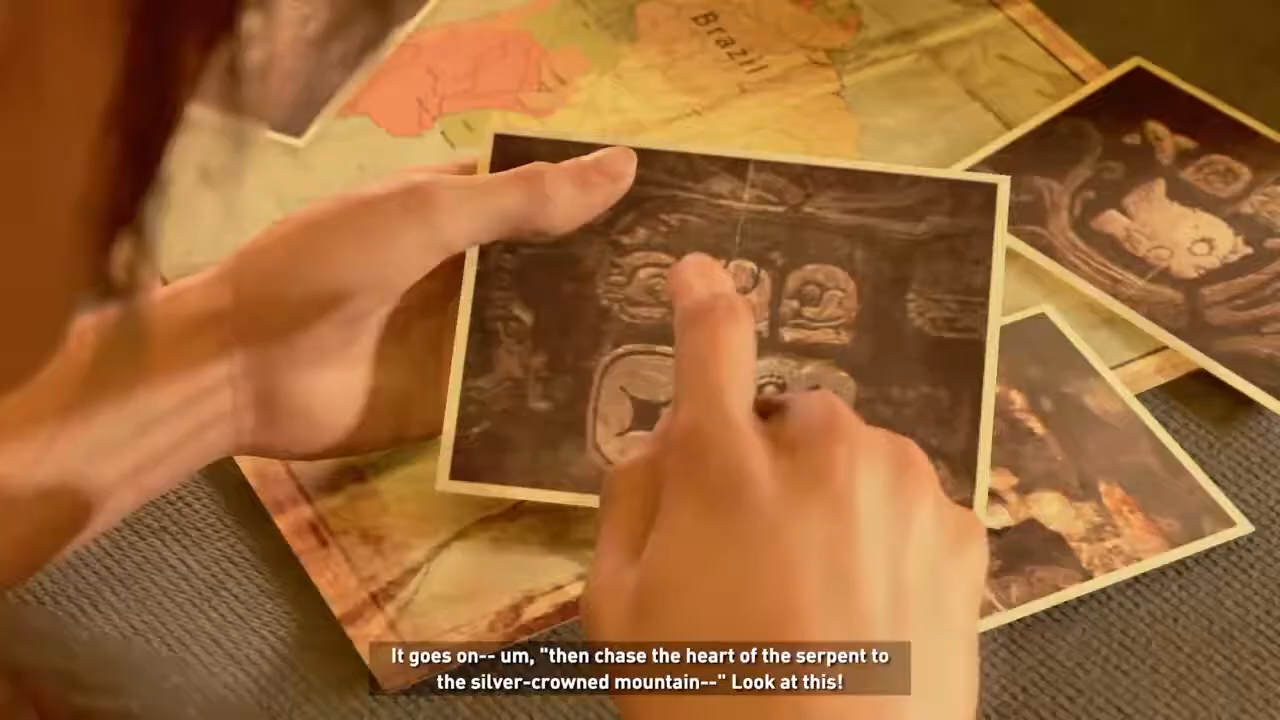 Brazil
It goes on-- um, "then chase the heart of the serpent to
the silver-crowned mountain--" Look at this!